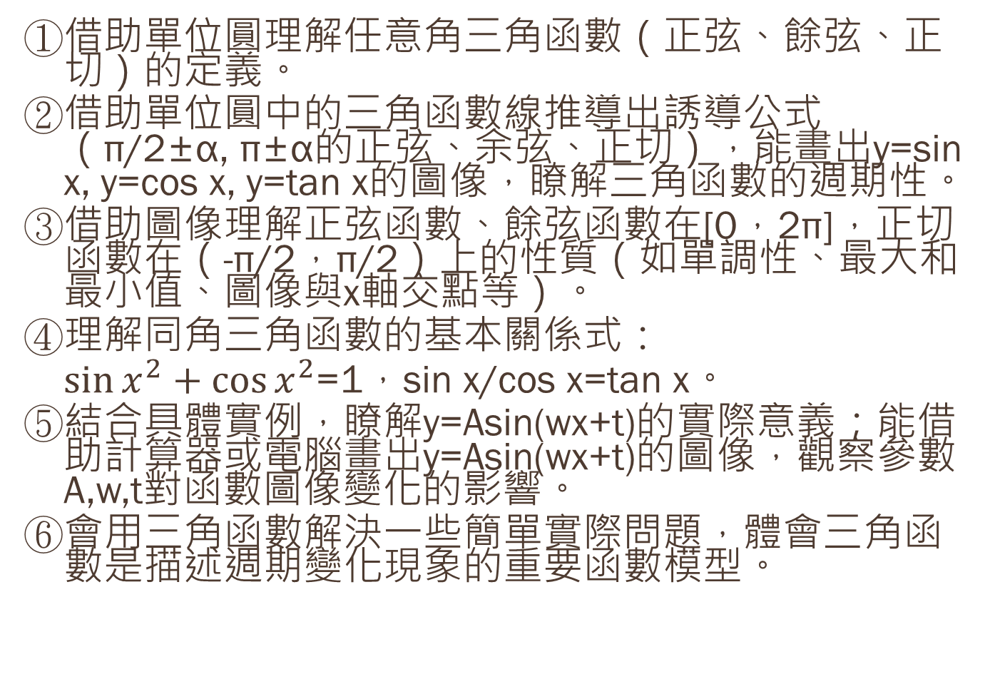 ①借助單位圓理解任意角三角函數(正弦、餘弦、正
切)的定義。
②借助單位圓中的三角函數線推導出誘導公式
(π/2±α, π±α的正弦、余弦、正切),能畫出y=sin
x, y=cos x, y=tan x的圖像,瞭解三角函數的週期性。
③借助圖像理解正弦函數、餘弦函數在[0,2π],正切
函數在(-π/2,π/2)上的性質(如單調性、最大和
最小值、圖像與x軸交點等)。
④理解同角三角函數的基本關係式:
sin x² + cos x²=1,sin x/cos x=tan x。
⑤結合具體實例,瞭解y=Asin(wx+t)的實際意義;能借
助計算器或電腦畫出y=Asin(wx+t)的圖像,觀察參數
A,w,t對函數圖像變化的影響。
⑥會用三角函數解決一些簡單實際問題,體會三角函
數是描述週期變化現象的重要函數模型。